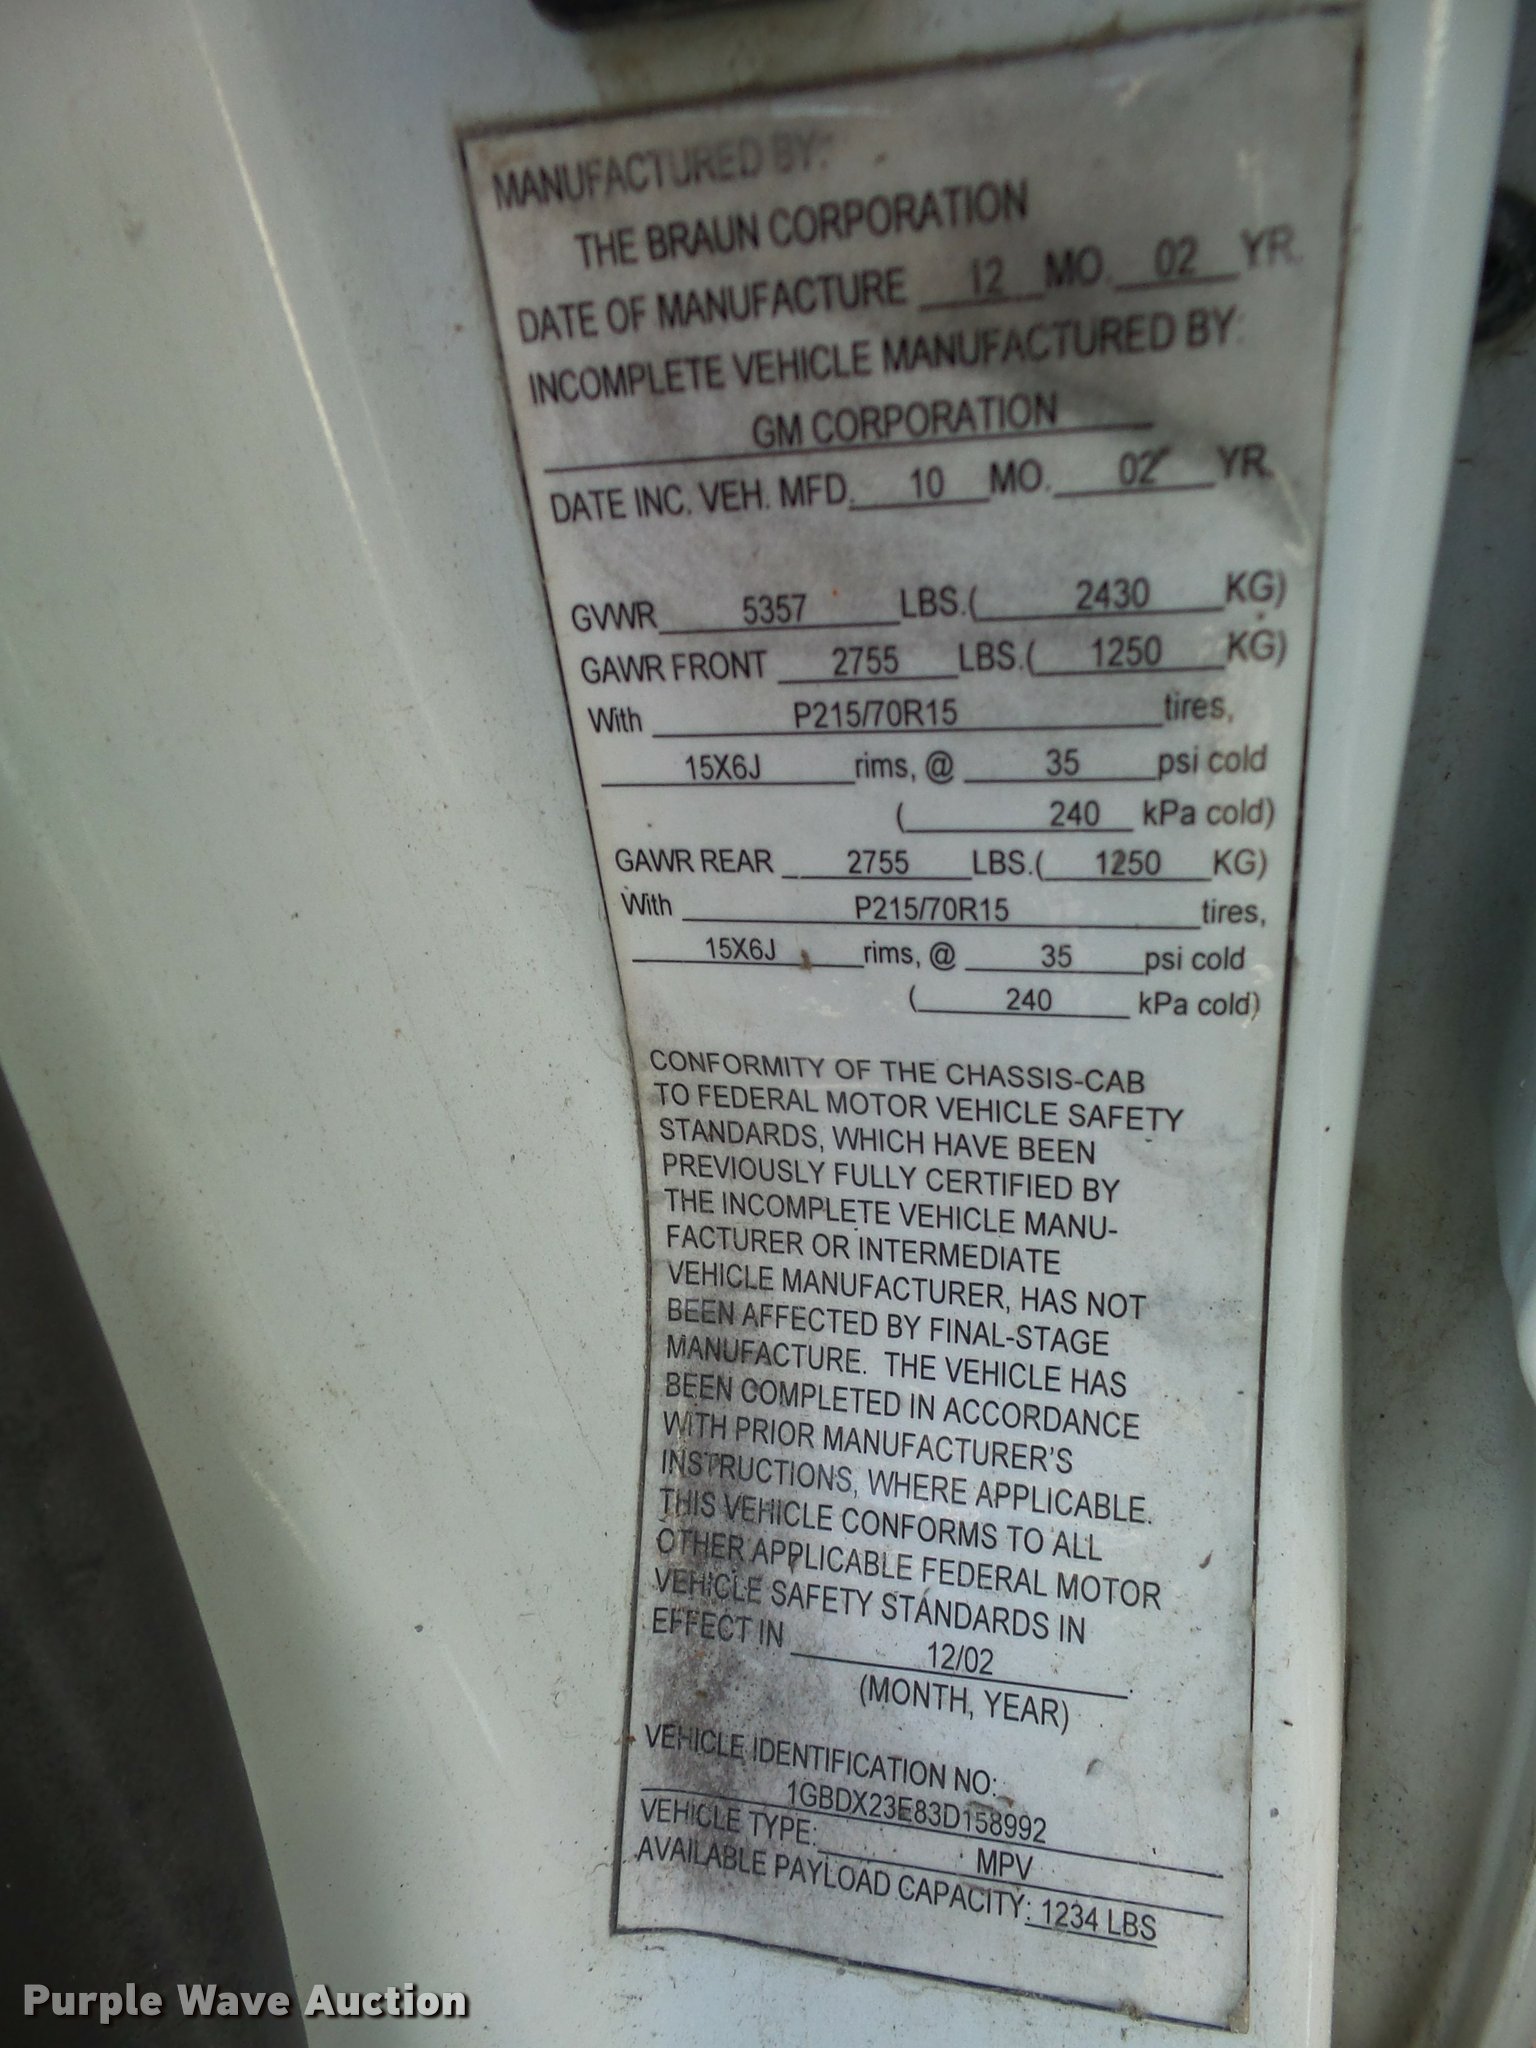 MANUFACTURED BY:
THE BRAUN CORPORATION
DATE OF MANUFACTURE 12 MO. 02 YR.
INCOMPLETE VEHICLE MANUFACTURED BY:
GM CORPORATION
DATE INC. VEH. MFD. 10 MO. 02 YR.
GVWR 5357 LBS.( 2430 KG)
GAWR FRONT 2755 LBS.( 1250 KG)
With P215/70R15 tires,
15X6J rims, @ 35 psi cold
( 240 kPa cold)
GAWR REAR 2755 LBS.( 1250 KG)
With P215/70R15 tires,
15X6J rims, @ 35 psi cold
( 240 kPa cold)
CONFORMITY OF THE CHASSIS-CAB
TO FEDERAL MOTOR VEHICLE SAFETY
STANDARDS, WHICH HAVE BEEN
PREVIOUSLY FULLY CERTIFIED BY
THE INCOMPLETE VEHICLE MANU-
FACTURER OR INTERMEDIATE
VEHICLE MANUFACTURER, HAS NOT
BEEN AFFECTED BY FINAL-STAGE
MANUFACTURE. THE VEHICLE HAS
BEEN COMPLETED IN ACCORDANCE
WITH PRIOR MANUFACTURER'S
INSTRUCTIONS, WHERE APPLICABLE.
THIS VEHICLE CONFORMS TO ALL
OTHER APPLICABLE FEDERAL MOTOR
VEHICLE SAFETY STANDARDS IN
EFFECT IN 12/02.
(MONTH, YEAR)
VEHICLE IDENTIFICATION NO:
1GBDX23E83D158992
VEHICLE TYPE: MPV
AVAILABLE PAYLOAD CAPACITY: 1234 LBS
Purple Wave Auction